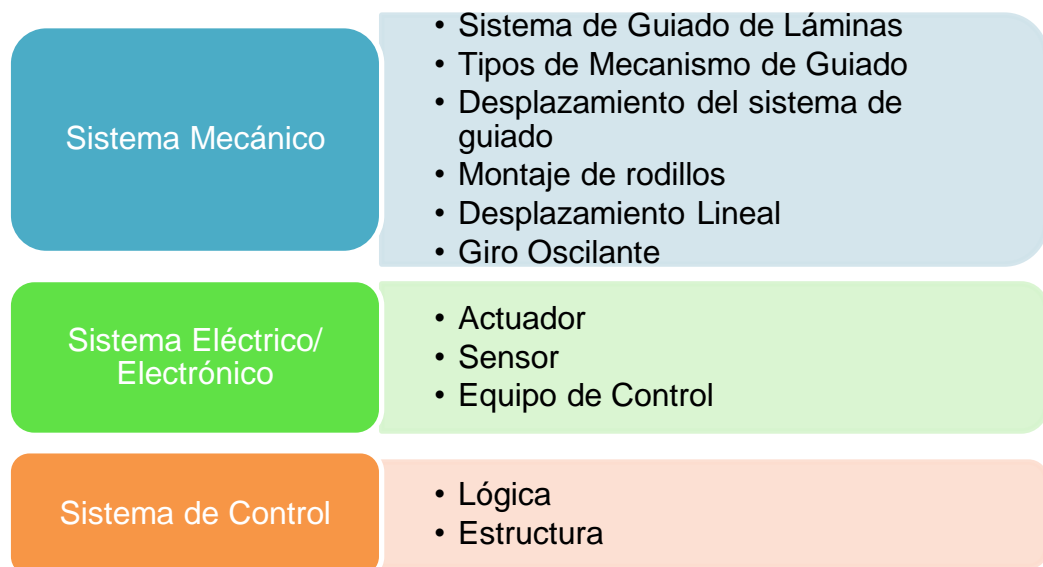 Sistema Mecánico
• Sistema de Guiado de Láminas
• Tipos de Mecanismo de Guiado
• Desplazamiento del sistema de
guiado
• Montaje de rodillos
• Desplazamiento Lineal
• Giro Oscilante
Sistema Eléctrico/
Electrónico
• Actuador
• Sensor
• Equipo de Control
Sistema de Control
• Lógica
• Estructura